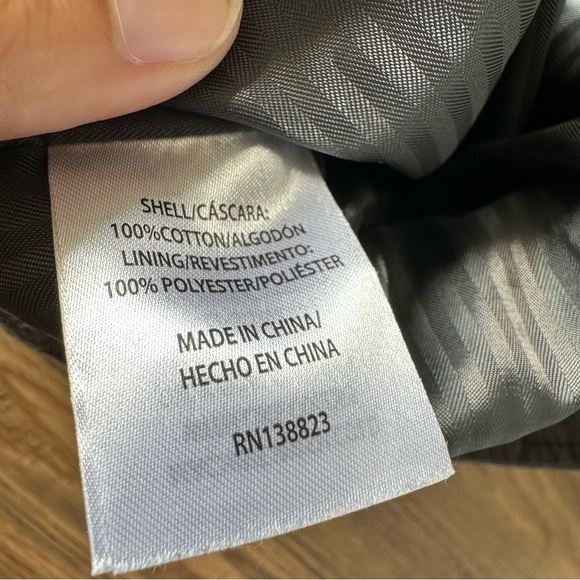 SHELL/CÁSCARA:
100%COTTON/ALGODÓN
LINING/REVESTIMENTO:
100% POLYESTER/POLIÉSTER
MADE IN CHINA/
HECHO EN CHINA
RN138823